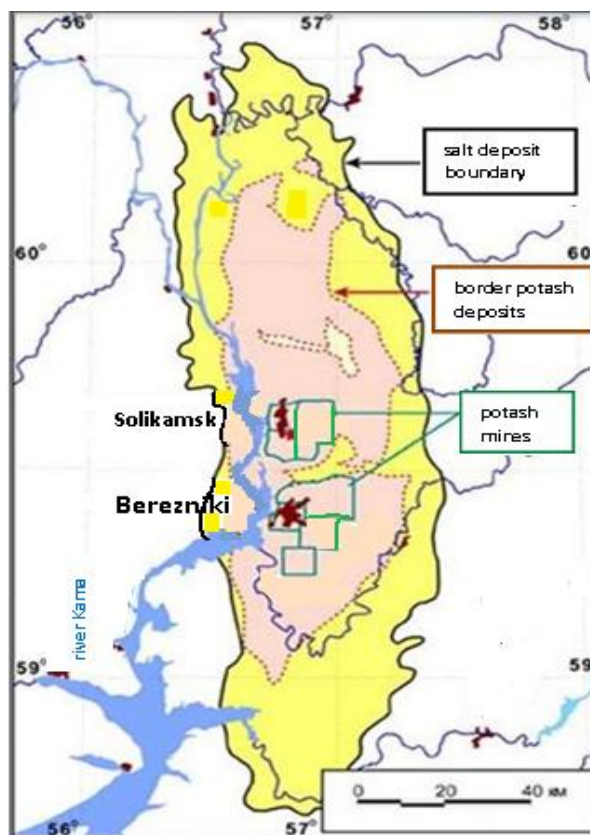 56°
57°
58°
salt deposit
boundary
60°
60
border potash
deposits
Solikamsk
potash
mires
Berezniki
river Kama
59°
59
0 20 40 км
56°
57°